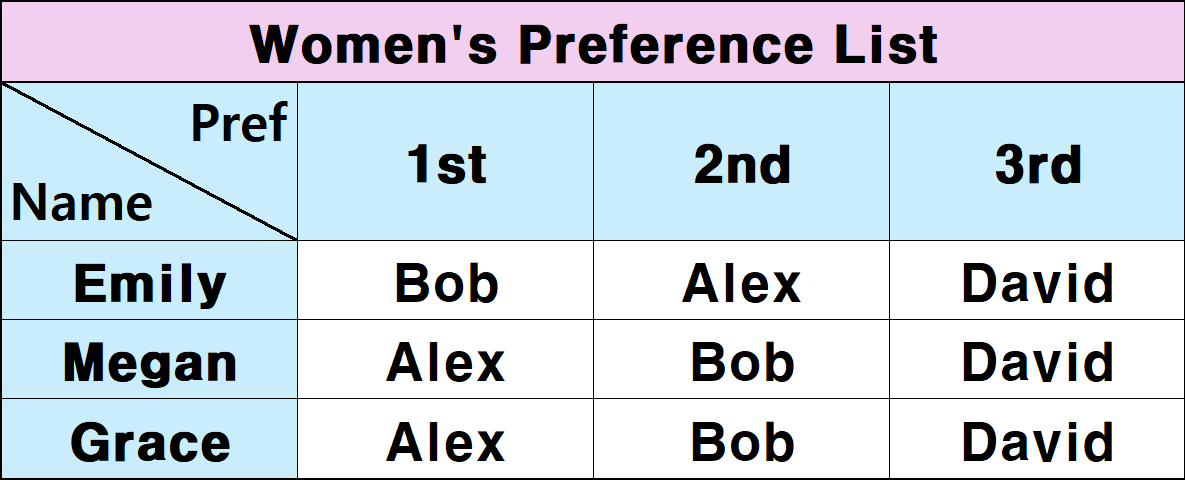 Women's Preference List
Pref
Name
1st 2nd 3rd
Emily Bob Alex David
Megan Alex Bob David
Grace Alex Bob David